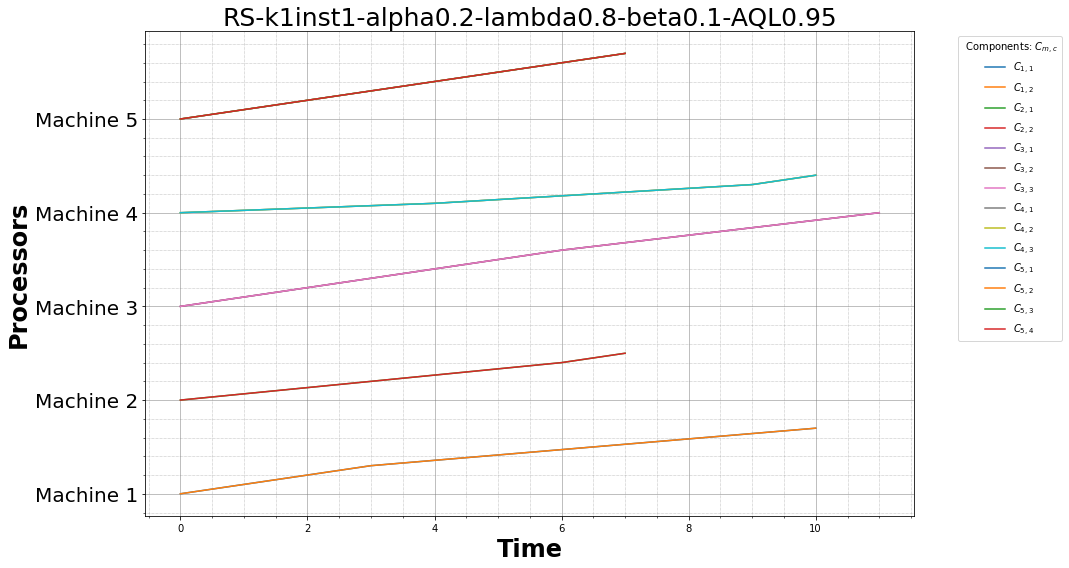 RS-k1inst1-alpha0.2-lambda0.8-beta0.1-AQL0.95
Processors
Machine 5
Machine 4
Machine 3
Machine 2
Machine 1
0 2 4 6 8 10
Time
Components: C_{m,c}
C_{1,1}
C_{1,2}
C_{2,1}
C_{2,2}
C_{3,1}
C_{3,2}
C_{3,3}
C_{4,1}
C_{4,2}
C_{4,3}
C_{5,1}
C_{5,2}
C_{5,3}
C_{5,4}